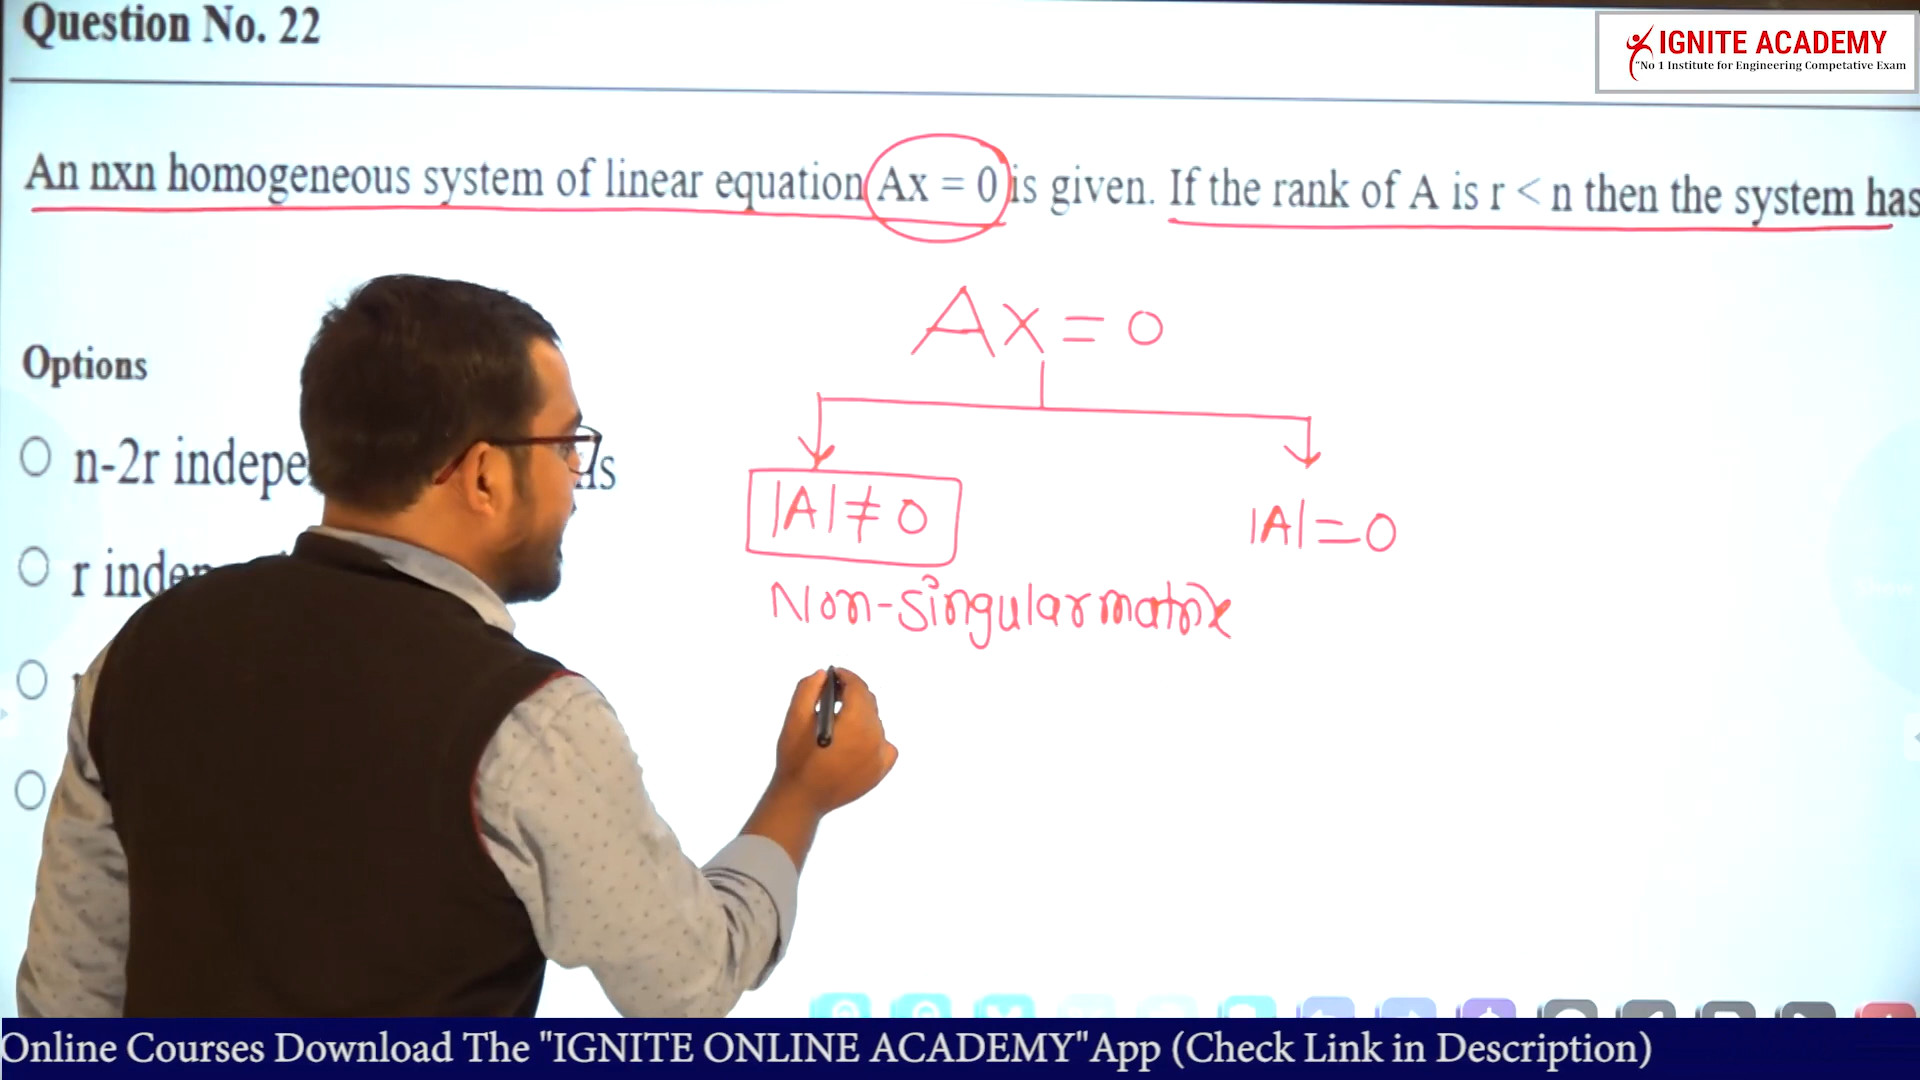 Question No. 22
IGNITE ACADEMY
"No 1 Institute for Engineering Competative Exam
An nxn homogeneous system of linear equation Ax = 0 is given. If the rank of A is r < n then the system has
Ax = 0
Options
n-2r
|A| ≠ 0
|A| = 0
r
Non-singular matrix
Online Courses Download The "IGNITE ONLINE ACADEMY"App (Check Link in Description)